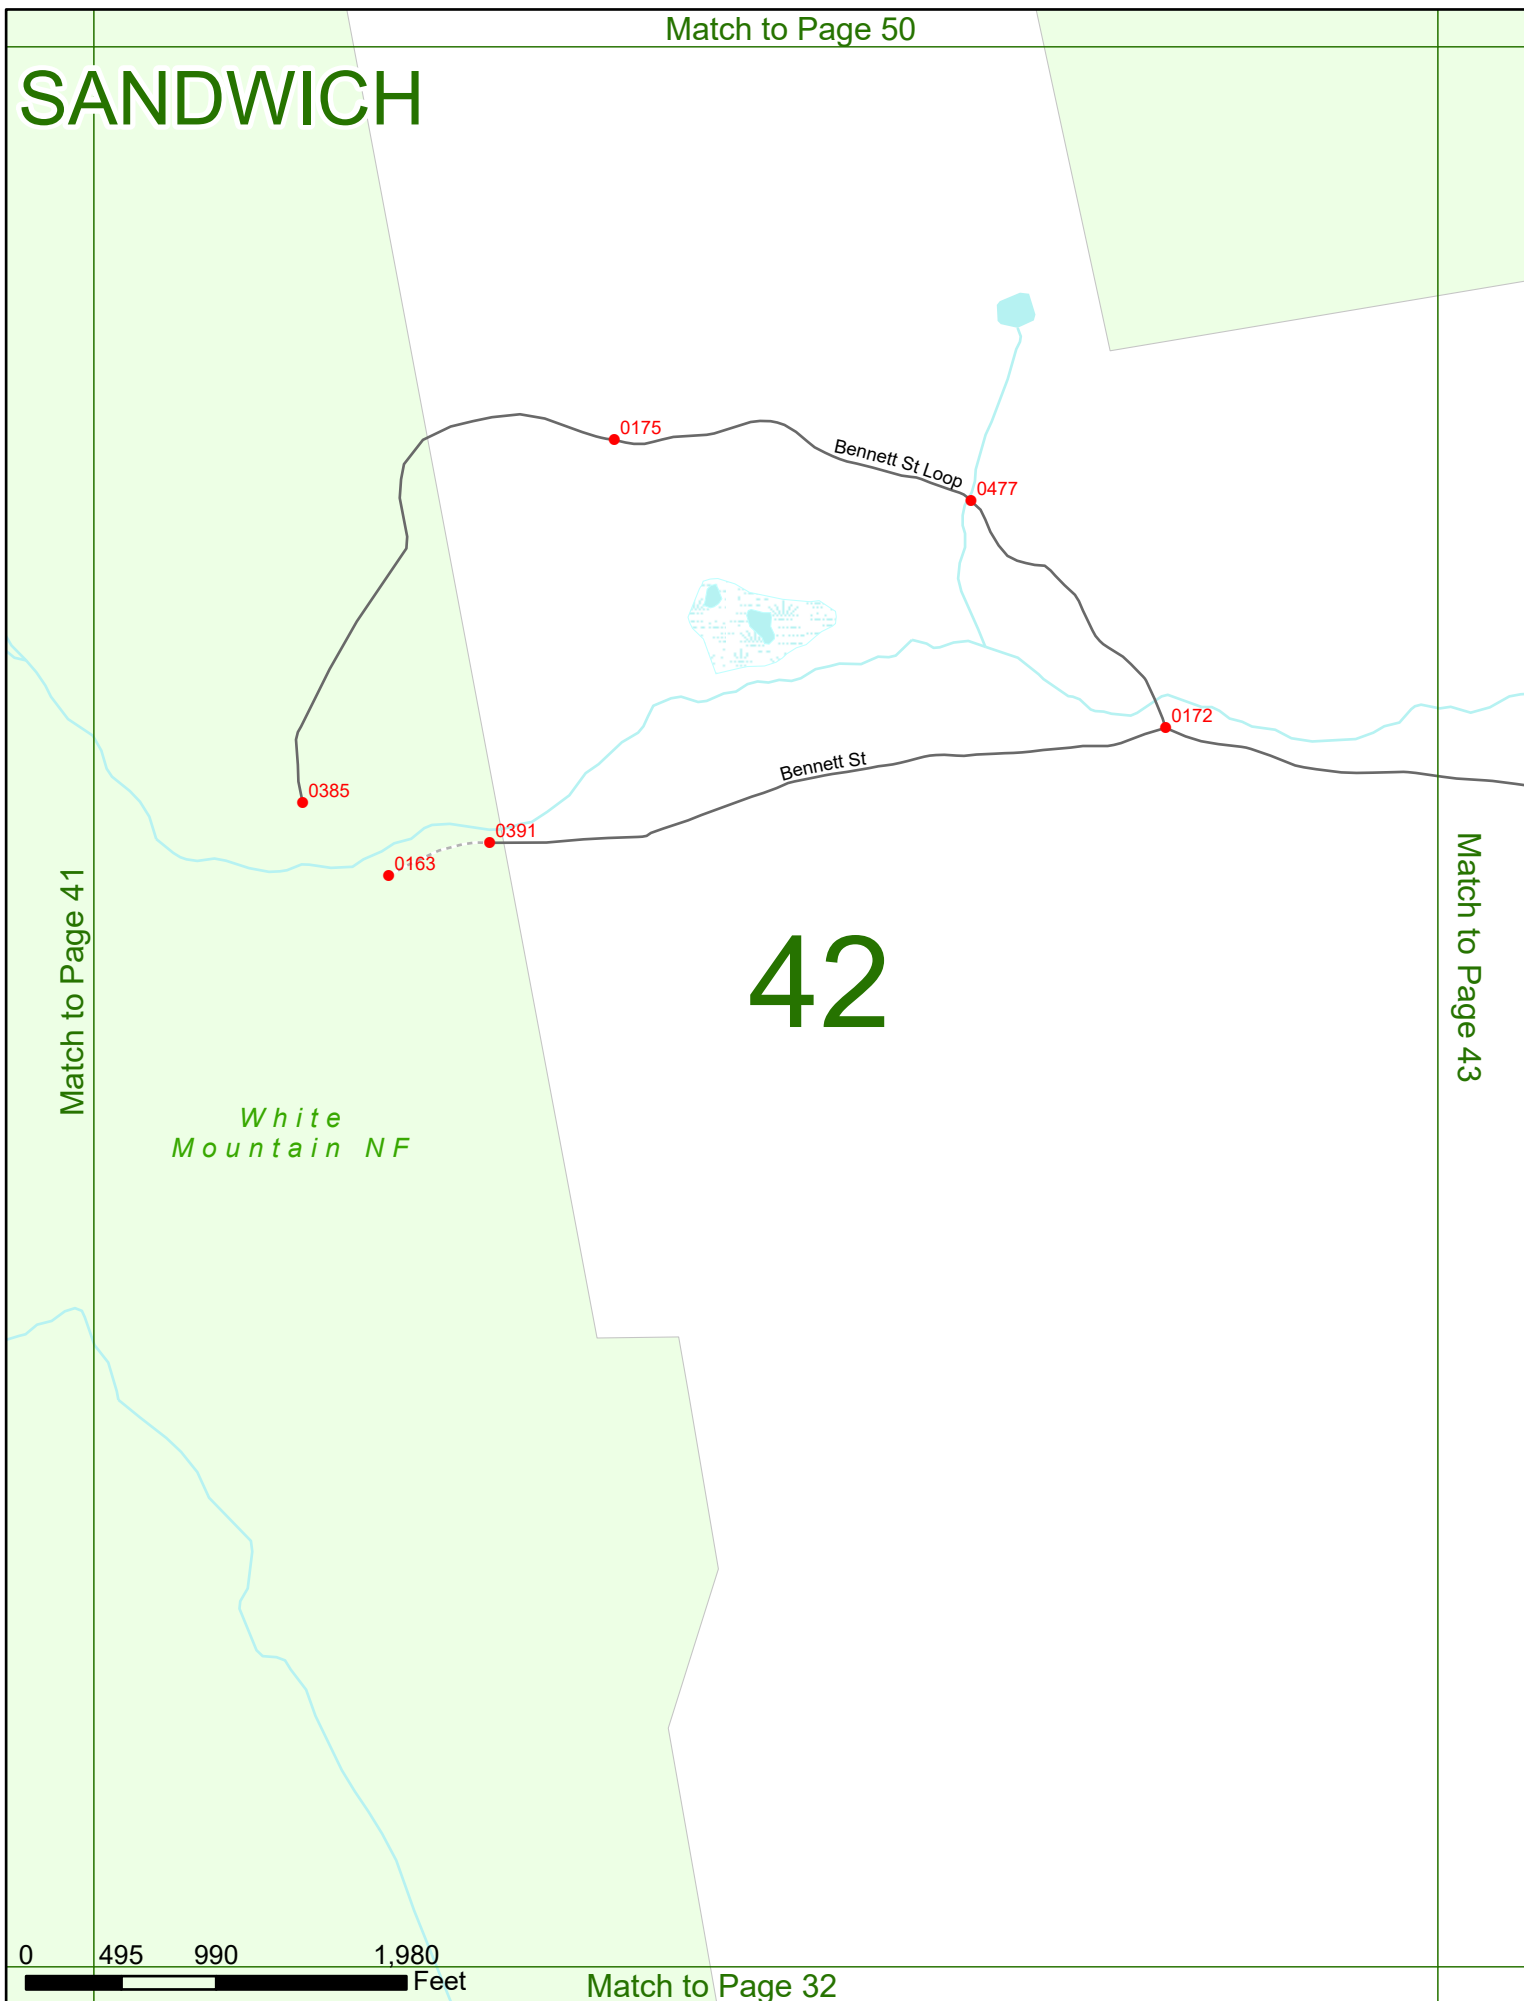 Match to Page 50
SANDWICH
0175
Bennett St Loop
0477
0172
Bennett St
0385
0391
0163
Match to Page 41
Match to Page 43
42
White
Mountain NF
0 495 990 1,980
Feet
Match to Page 32